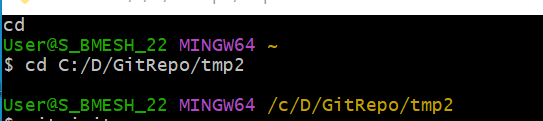 cd
User@S_BMESH_22 MINGW64 ~
$ cd C:/D/GitRepo/tmp2
User@S_BMESH_22 MINGW64 /c/D/GitRepo/tmp2